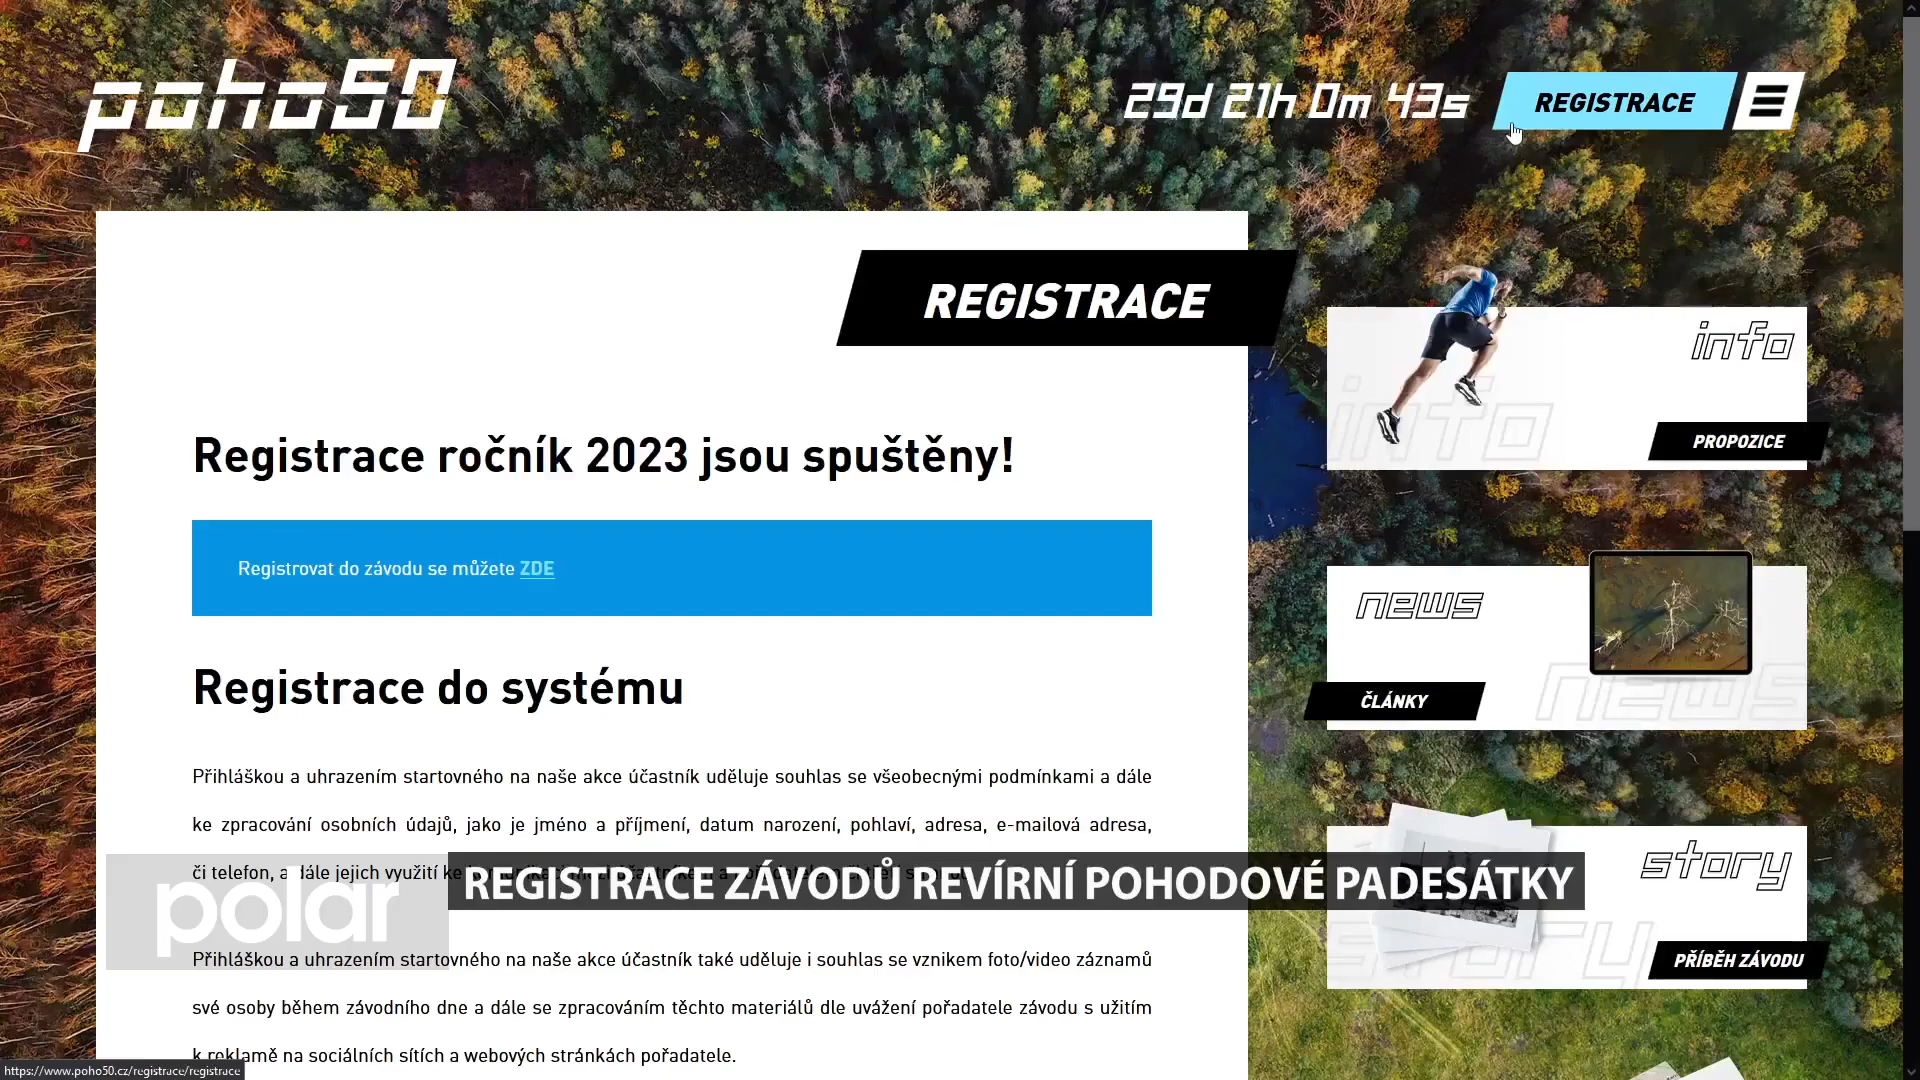 poho50
29d 21h 0m 43s
REGISTRACE
REGISTRACE
Registrace ročník 2023 jsou spuštěny!
Registrovat do závodu se můžete ZDE
Registrace do systému
Přihláškou a uhrazením startovného na naše akce účastník uděluje souhlas se všeobecnými podmínkami a dále
ke zpracování osobních údajů, jako je jméno a příjmení, datum narození, pohlaví, adresa, e-mailová adresa,
či telefon, a dále jejich využití
polar
REGISTRACE ZÁVODŮ REVÍRNÍ POHODOVÉ PADESÁTKY
Přihláškou a uhrazením startovného na naše akce účastník také uděluje i souhlas se vznikem foto/video záznamů
své osoby během závodního dne a dále se zpracováním těchto materiálů dle uvážení pořadatele závodu s užitím
k reklamě na sociálních sítích a webových stránkách pořadatele.
info
info
PROPOZICE
news
news
ČLÁNKY
story
story
PŘÍBĚH ZÁVODU
https://www.poho50.cz/registrace/registrace